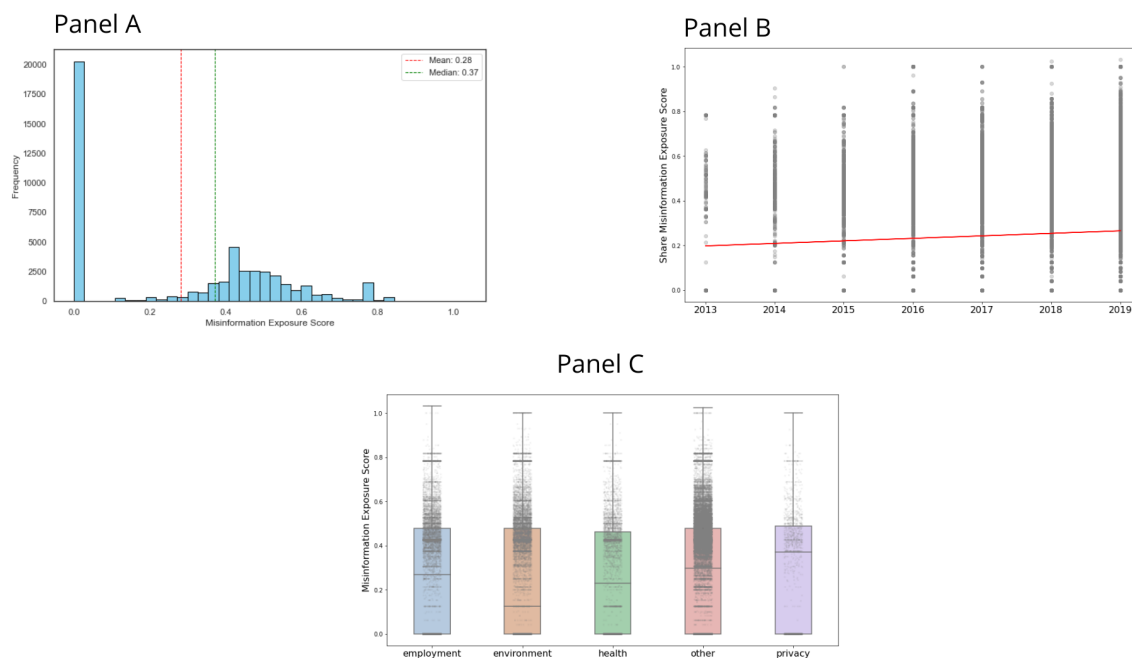 Panel A
20000
17500
15000
12500
10000
7500
5000
2500
0
Frequency
Mean: 0.28
Median: 0.37
0.0 0.2 0.4 0.6 0.8 1.0
Misinformation Exposure Score
Panel B
1.0
0.8
0.6
0.4
0.2
0.0
Share Misinformation Exposure Score
2013 2014 2015 2016 2017 2018 2019
Panel C
1.0
0.8
0.6
0.4
0.2
0.0
Misinformation Exposure Score
employment environment health other privacy